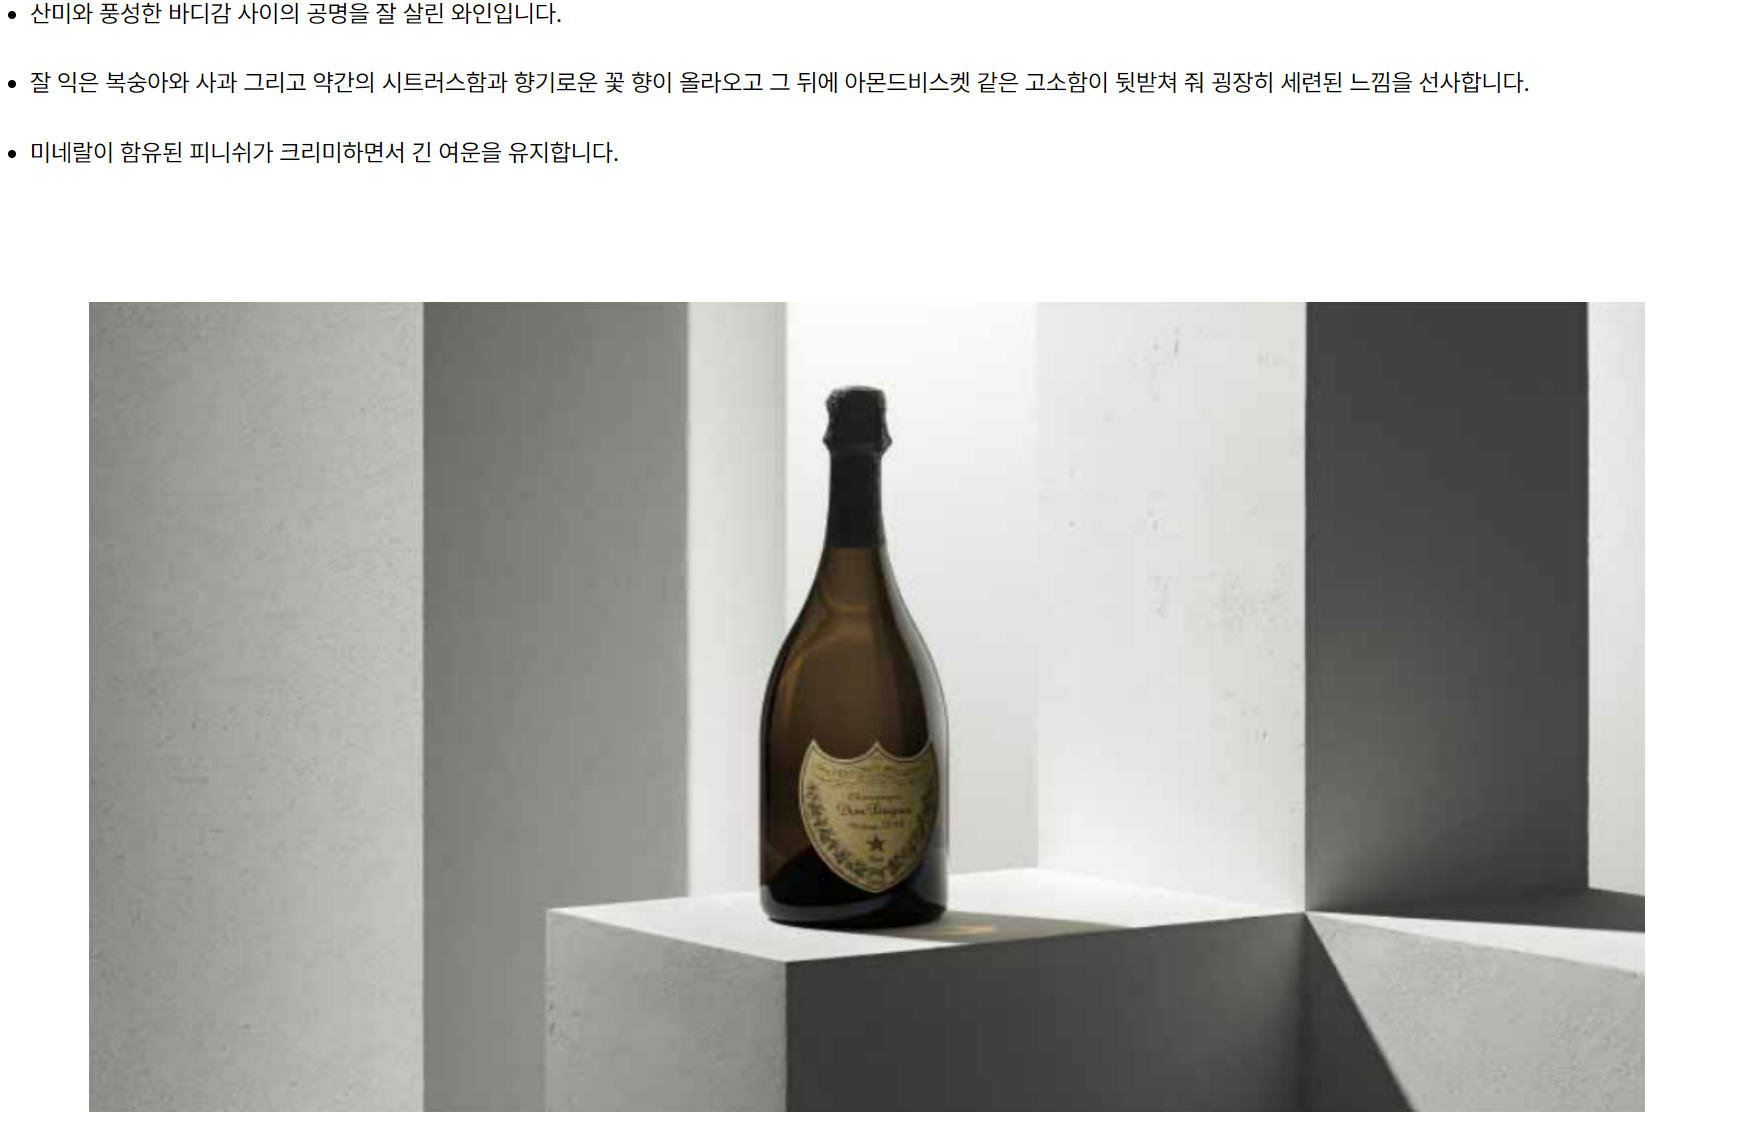 산미와 풍성한 바디감 사이의 공명을 잘 살린 와인입니다.
잘 익은 복숭아와 사과 그리고 약간의 시트러스함과 향기로운 꽃 향이 올라오고 그 뒤에 아몬드비스켓 같은 고소함이 뒷받쳐 줘 굉장히 세련된 느낌을 선사합니다.
미네랄이 함유된 피니쉬가 크리미하면서 긴 여운을 유지합니다.
Champagne
Dom Pérignon